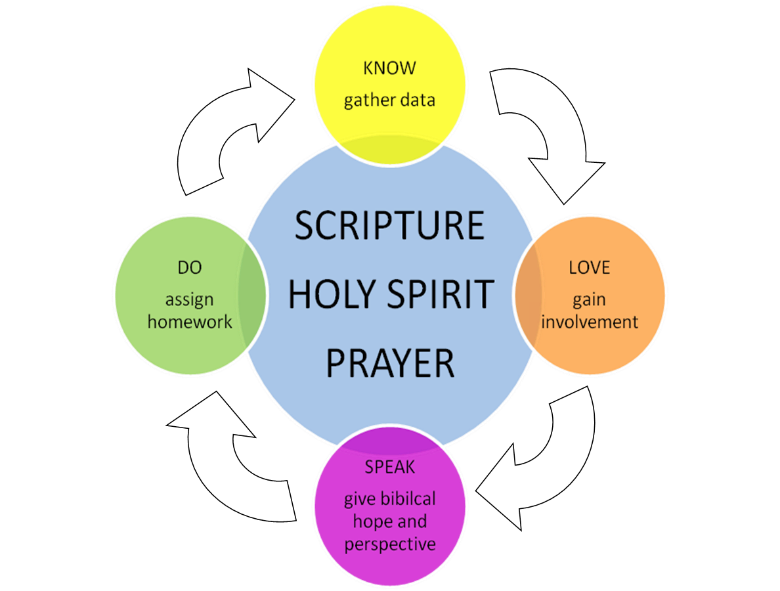 KNOW
gather data
SCRIPTURE
HOLY SPIRIT
PRAYER
LOVE
gain
involvement
SPEAK
give bibilcal
hope and
perspective
DO
assign
homework